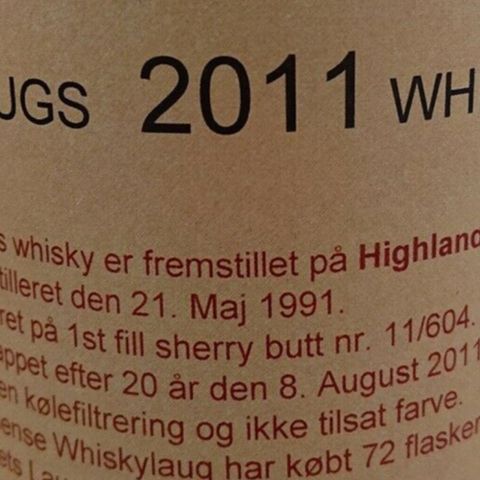 UGS 2011 WH
s whisky er fremstillet på Highland
tilleret den 21. Maj 1991.
ret på 1st fill sherry butt nr. 11/604.
appet efter 20 år den 8. August 2011
en kølefiltrering og ikke tilsat farve.
ense Whiskylaug har købt 72 flasker
ets Lau